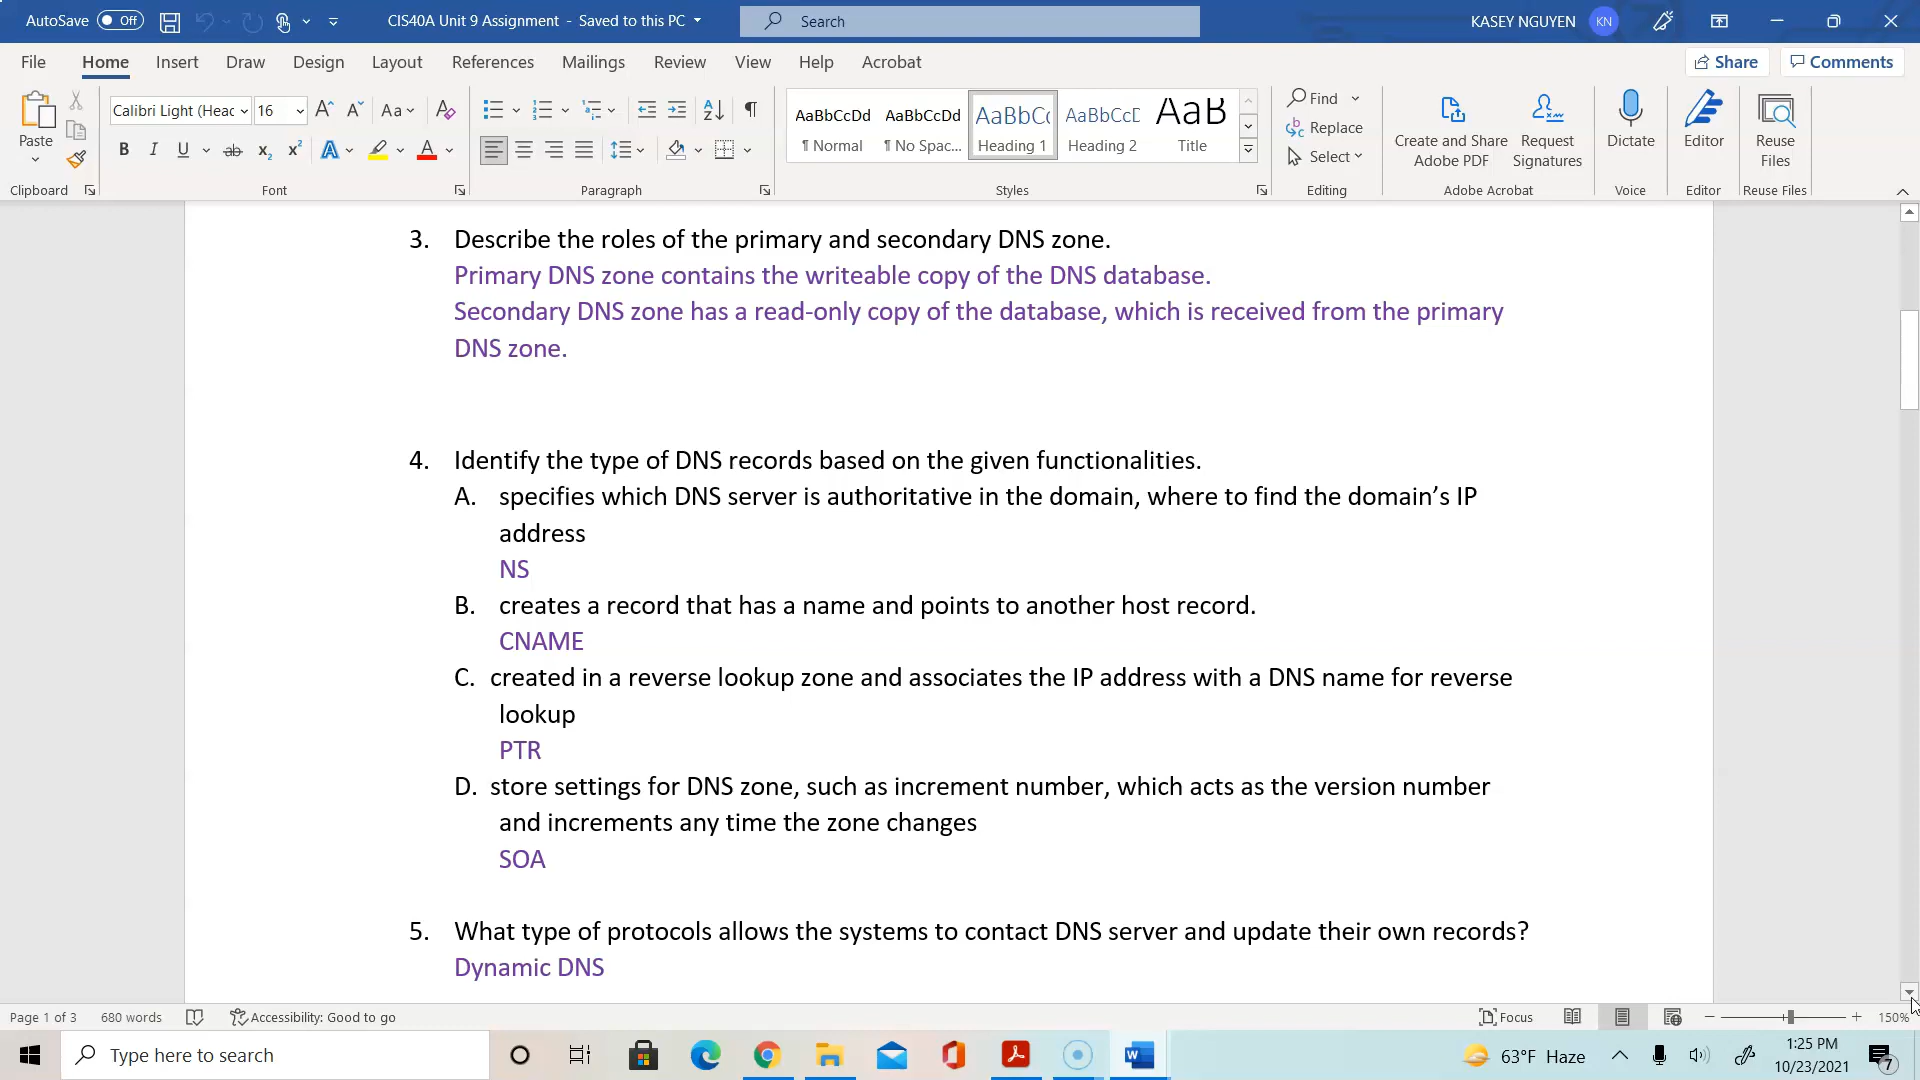 AutoSave Off CIS40A Unit 9 Assignment - Saved to this PC Search KASEY NGUYEN KN
File Home Insert Draw Design Layout References Mailings Review View Help Acrobat Share Comments
Calibri Light (Head 16 A A Aa A
Paste
B I U ab x2 x2 A A
AaBbCcDd AaBbCcDd AaBbCc AaBbCcD AaB
¶ Normal ¶ No Spac... Heading 1 Heading 2 Title
Find
Replace
Select
Create and Share Adobe PDF
Request Signatures
Dictate
Editor
Reuse Files
Clipboard Font Paragraph Styles Editing Adobe Acrobat Voice Editor Reuse Files
3. Describe the roles of the primary and secondary DNS zone.
Primary DNS zone contains the writeable copy of the DNS database.
Secondary DNS zone has a read-only copy of the database, which is received from the primary
DNS zone.
4. Identify the type of DNS records based on the given functionalities.
A. specifies which DNS server is authoritative in the domain, where to find the domain’s IP
address
NS
B. creates a record that has a name and points to another host record.
CNAME
C. created in a reverse lookup zone and associates the IP address with a DNS name for reverse
lookup
PTR
D. store settings for DNS zone, such as increment number, which acts as the version number
and increments any time the zone changes
SOA
5. What type of protocols allows the systems to contact DNS server and update their own records?
Dynamic DNS
Page 1 of 3 680 words Accessibility: Good to go Focus 150%
Type here to search 63°F Haze 1:25 PM
10/23/2021 7